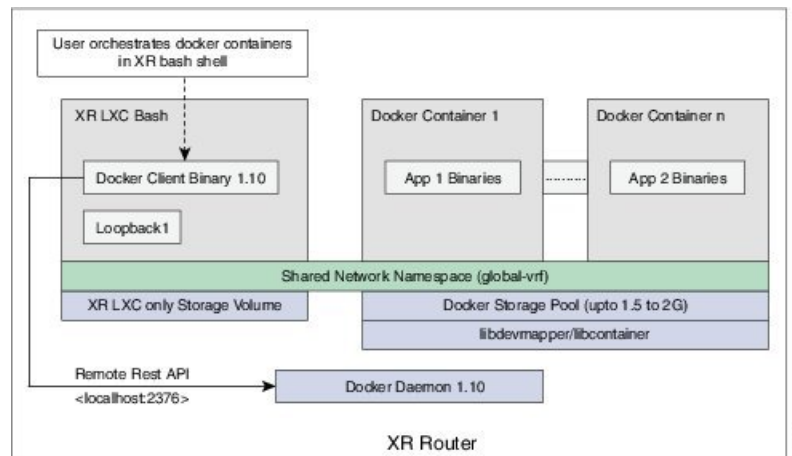 User orchestrates docker containers
in XR bash shell
XR LXC Bash
Docker Container 1
Docker Container n
Docker Client Binary 1.10
App 1 Binaries
App 2 Binaries
Loopback1
Shared Network Namespace (global-vrf)
XR LXC only Storage Volume
Docker Storage Pool (upto 1.5 to 2G)
libdevmapper/libcontainer
Remote Rest API
<localhost:2376>
Docker Daemon 1.10
XR Router